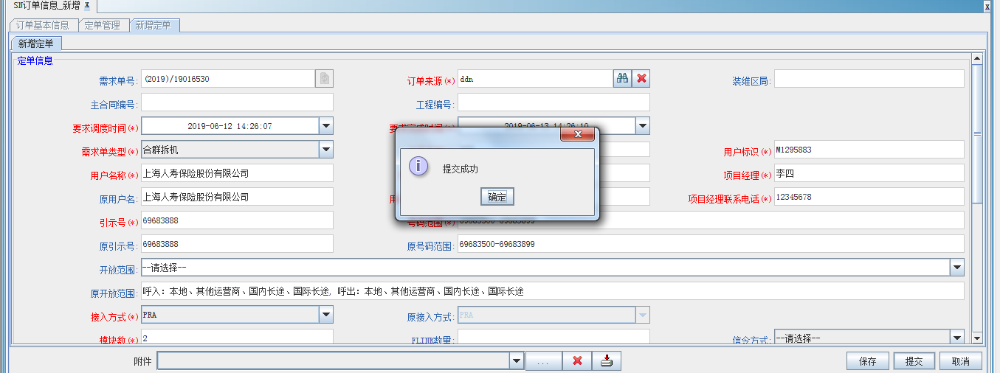 SN订单信息_新增 X
X
订单基本信息 定单管理 新增定单
新增定单
定单信息
需求单号: (2019)/19016530 订单来源(*) ddn 装维区局:
主合同编号: 工程编号:
要求调度时间(*) 2019-06-12 14:26:07 2019-06-13 14:26:10
需求单类型(*) 合群拆机 用户标识(*) M1295883
用户名称(*) 上海人寿保险股份有限公司 项目经理(*) 李四
原用户名: 上海人寿保险股份有限公司 项目经理联系电话(*) 12345678
提交成功
确定
引示号(*) 69683888 号码范围(*) 69683500-69683899
原引示号: 69683888 原号码范围: 69683500-69683899
开放范围: --请选择--
原开放范围: 呼入: 本地、其他运营商、国内长途、国际长途, 呼出: 本地、其他运营商、国内长途、国际长途
接入方式(*) PRA 原接入方式: PRA
模块数(*) 2 FLINK数量: 信令方式: --请选择--
附件 ... 保存 提交 取消